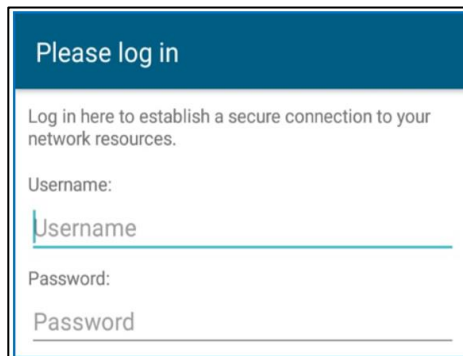 Please log in
Log in here to establish a secure connection to your
network resources.
Username:
Username
Password:
Password